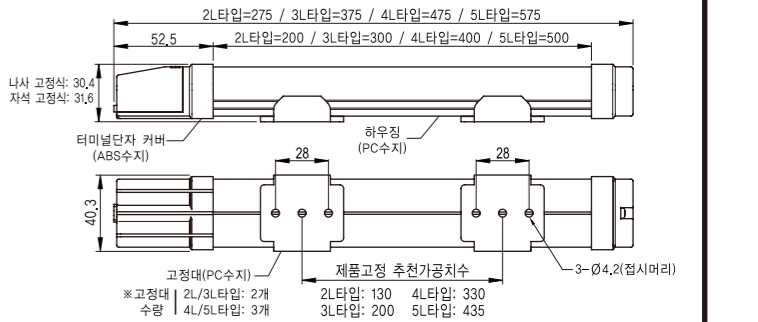 2L타입=275 / 3L타입=375 / 4L타입=475 / 5L타입=575
52.5
2L타입=200 / 3L타입=300 / 4L타입=400 / 5L타입=500
나사 고정식: 30.4
자석 고정식: 31.6
터미널단자 커버
(ABS수지)
하우징
(PC수지)
28
28
40.3
고정대(PC수지)
제품고정 추천가공치수
3-Ø4.2(접시머리)
※고정대 2L/3L타입: 2개
수량 4L/5L타입: 3개
2L타입: 130 4L타입: 330
3L타입: 200 5L타입: 435